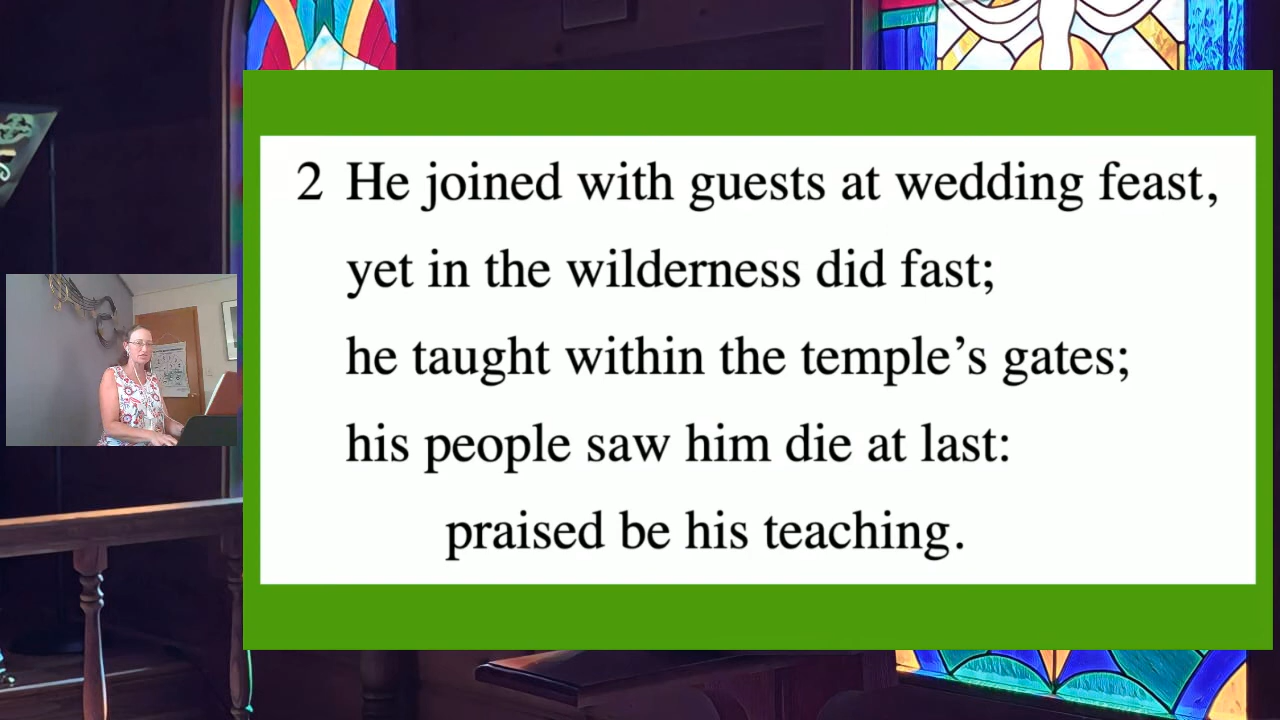 2 He joined with guests at wedding feast,
yet in the wilderness did fast;
he taught within the temple’s gates;
his people saw him die at last:
praised be his teaching.